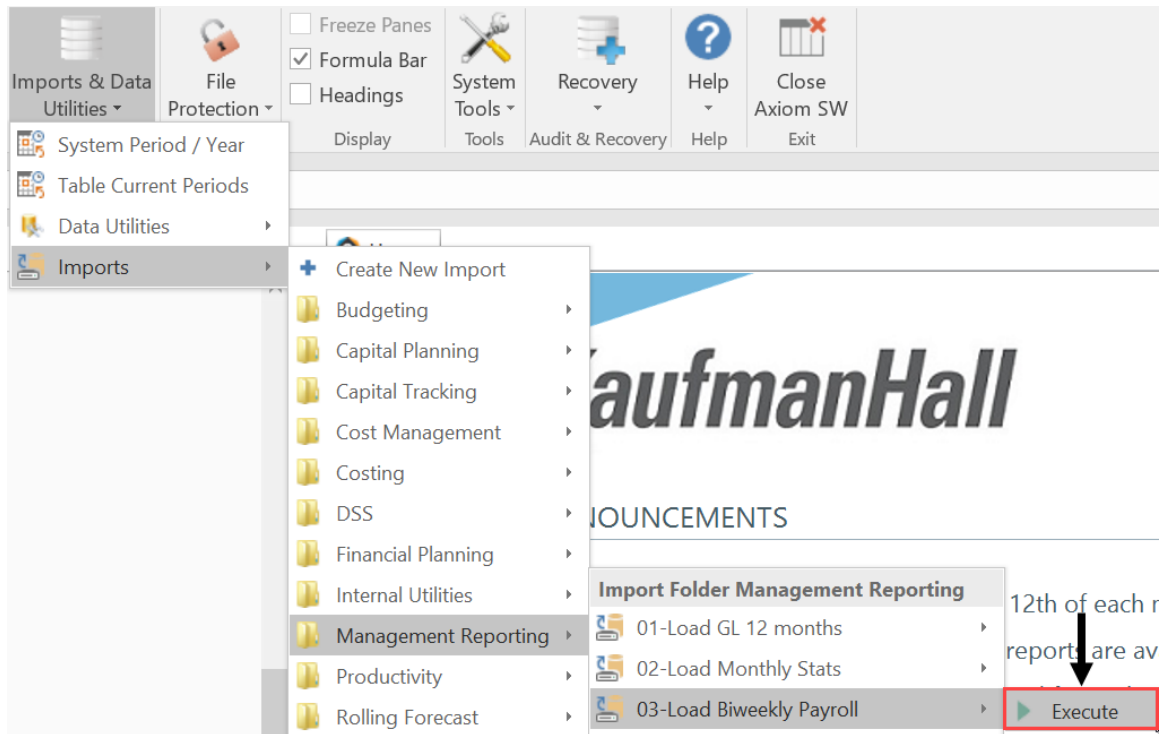 Imports & Data
Utilities
File
Protection
Freeze Panes
Formula Bar
Headings
Display
System
Tools
Tools
Recovery
Audit & Recovery
Help
Help
Close
Axiom SW
Exit
System Period / Year
Table Current Periods
Data Utilities
Imports
Create New Import
Budgeting
Capital Planning
Capital Tracking
Cost Management
Costing
DSS
Financial Planning
Internal Utilities
Management Reporting
Productivity
Rolling Forecast
aufmanHall
NOUNCEMENTS
Import Folder Management Reporting
01-Load GL 12 months
02-Load Monthly Stats
03-Load Biweekly Payroll
Execute
12th of each
reports are av